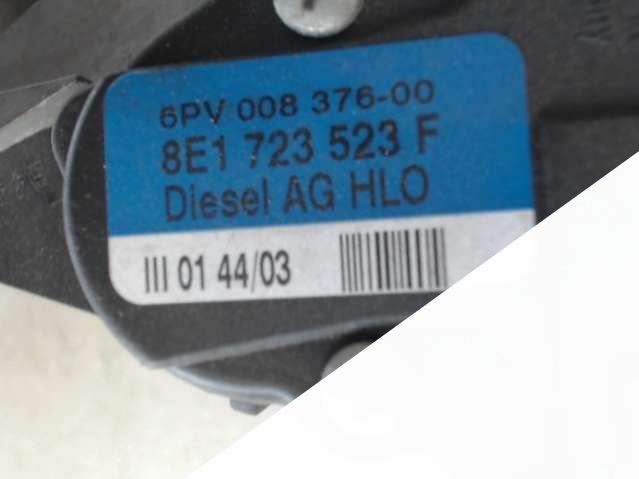 6PV 008 376-00
8E1 723 523 F
Diesel AG HLO
III 01 44/03